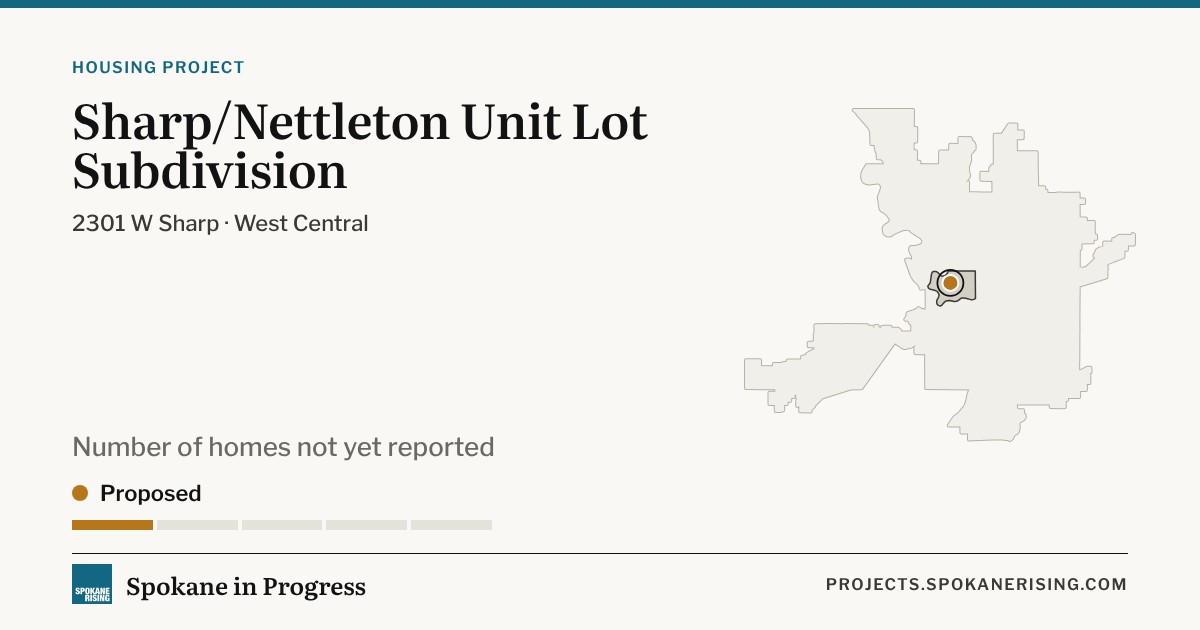 HOUSING PROJECT
Sharp/Nettleton Unit Lot
Subdivision
2301 W Sharp · West Central
Number of homes not yet reported
Proposed
SPOKANE
RISING
Spokane in Progress
PROJECTS.SPOKANERISING.COM